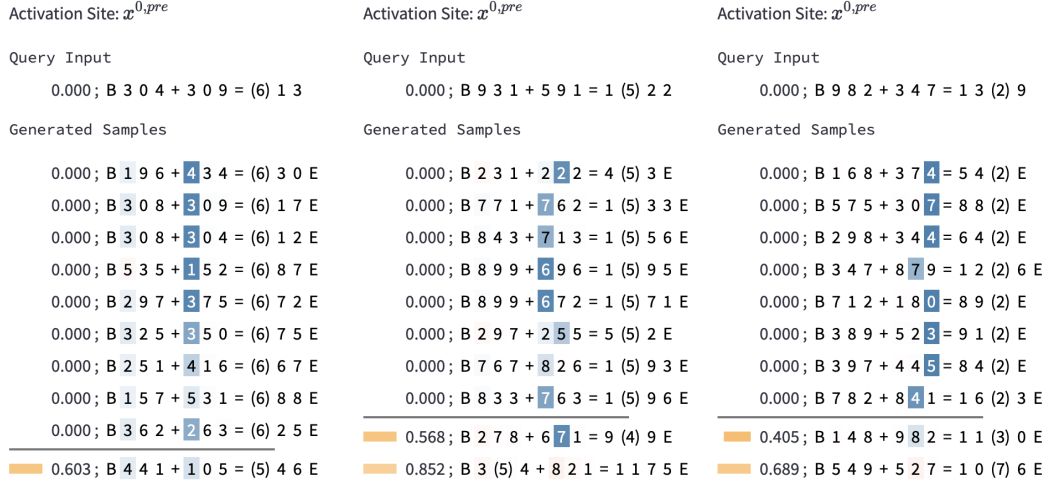 Activation Site: x^{0,pre}
Query Input
0.000; B 3 0 4 + 3 0 9 = (6) 1 3
Generated Samples
0.000; B 1 9 6 + 4 3 4 = (6) 3 0 E
0.000; B 3 0 8 + 3 0 9 = (6) 1 7 E
0.000; B 3 0 8 + 3 0 4 = (6) 1 2 E
0.000; B 5 3 5 + 1 5 2 = (6) 8 7 E
0.000; B 2 9 7 + 3 7 5 = (6) 7 2 E
0.000; B 3 2 5 + 3 5 0 = (6) 7 5 E
0.000; B 2 5 1 + 4 1 6 = (6) 6 7 E
0.000; B 1 5 7 + 5 3 1 = (6) 8 8 E
0.000; B 3 6 2 + 2 6 3 = (6) 2 5 E
0.603; B 4 4 1 + 1 0 5 = (5) 4 6 E
Activation Site: x^{0,pre}
Query Input
0.000; B 9 3 1 + 5 9 1 = 1 (5) 2 2
Generated Samples
0.000; B 2 3 1 + 2 2 2 = 4 (5) 3 E
0.000; B 7 7 1 + 7 6 2 = 1 (5) 3 3 E
0.000; B 8 4 3 + 7 1 3 = 1 (5) 5 6 E
0.000; B 8 9 9 + 6 9 6 = 1 (5) 9 5 E
0.000; B 8 9 9 + 6 7 2 = 1 (5) 7 1 E
0.000; B 2 9 7 + 2 5 5 = 5 (5) 2 E
0.000; B 7 6 7 + 8 2 6 = 1 (5) 9 3 E
0.000; B 8 3 3 + 7 6 3 = 1 (5) 9 6 E
0.568; B 2 7 8 + 6 7 1 = 9 (4) 9 E
0.852; B 3 (5) 4 + 8 2 1 = 1 1 7 5 E
Activation Site: x^{0,pre}
Query Input
0.000; B 9 8 2 + 3 4 7 = 1 3 (2) 9
Generated Samples
0.000; B 1 6 8 + 3 7 4 = 5 4 (2) E
0.000; B 5 7 5 + 3 0 7 = 8 8 (2) E
0.000; B 2 9 8 + 3 4 4 = 6 4 (2) E
0.000; B 3 4 7 + 8 7 9 = 1 2 (2) 6 E
0.000; B 7 1 2 + 1 8 0 = 8 9 (2) E
0.000; B 3 8 9 + 5 2 3 = 9 1 (2) E
0.000; B 3 9 7 + 4 4 5 = 8 4 (2) E
0.000; B 7 8 2 + 8 4 1 = 1 6 (2) 3 E
0.405; B 1 4 8 + 9 8 2 = 1 1 (3) 0 E
0.689; B 5 4 9 + 5 2 7 = 1 0 (7) 6 E